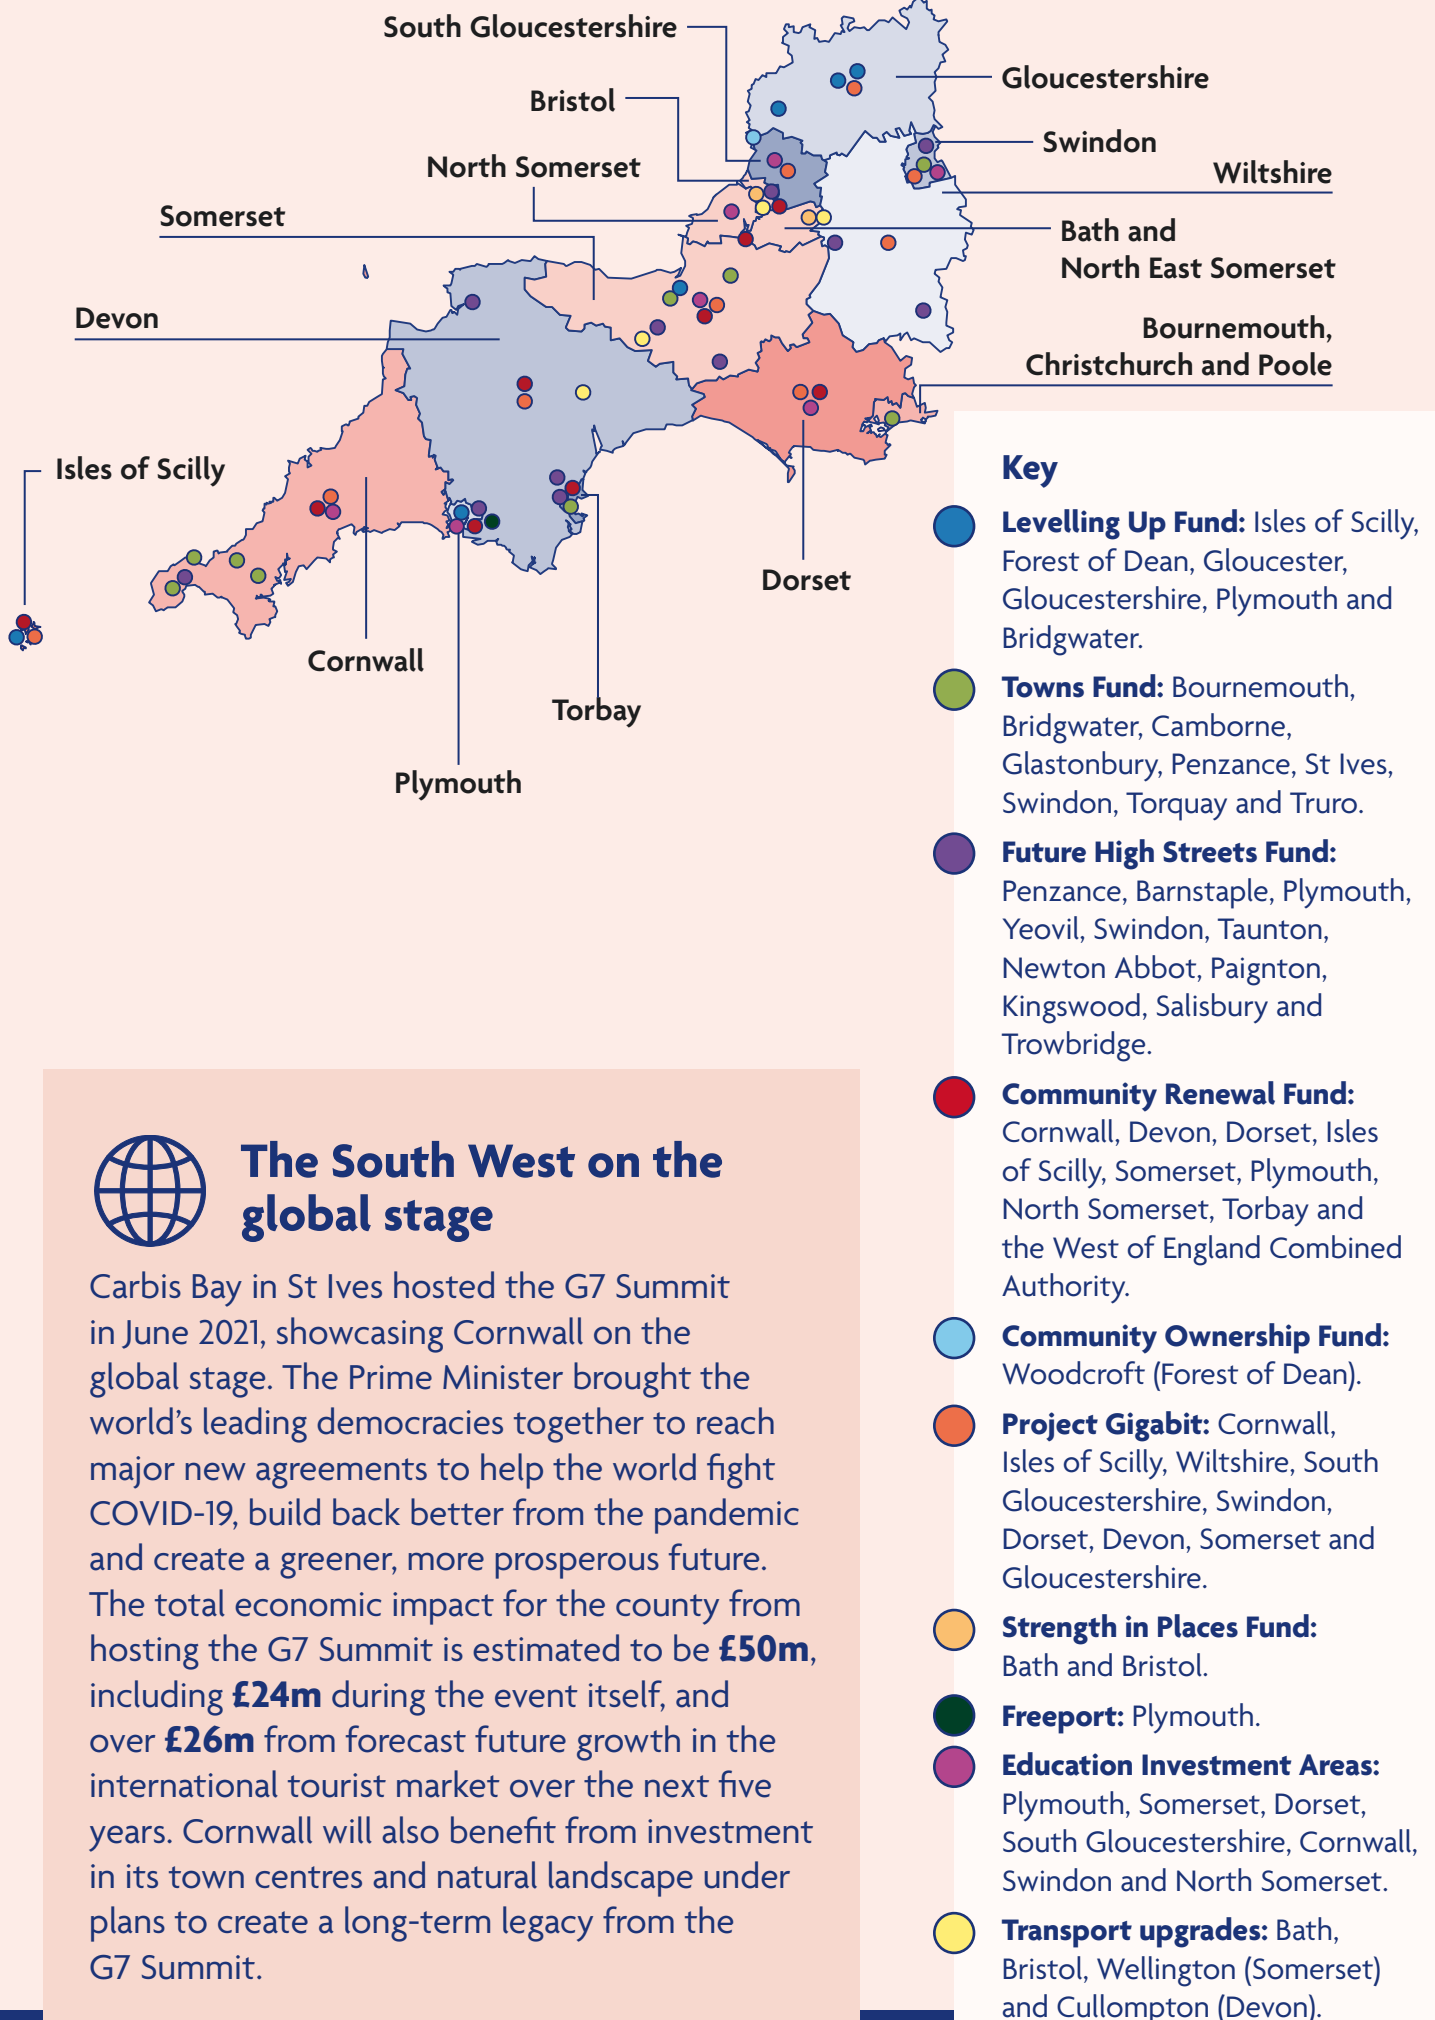 South Gloucestershire
Gloucestershire
Bristol
Swindon
North Somerset
Wiltshire
Somerset
Bath and
North East Somerset
Devon
Bournemouth,
Christchurch and Poole
Isles of Scilly
Dorset
Cornwall
Torbay
Plymouth
Key
Levelling Up Fund: Isles of Scilly,
Forest of Dean, Gloucester,
Gloucestershire, Plymouth and
Bridgwater.
Towns Fund: Bournemouth,
Bridgwater, Camborne,
Glastonbury, Penzance, St Ives,
Swindon, Torquay and Truro.
Future High Streets Fund:
Penzance, Barnstaple, Plymouth,
Yeovil, Swindon, Taunton,
Newton Abbot, Paignton,
Kingswood, Salisbury and
Trowbridge.
Community Renewal Fund:
Cornwall, Devon, Dorset, Isles
of Scilly, Somerset, Plymouth,
North Somerset, Torbay and
the West of England Combined
Authority.
Community Ownership Fund:
Woodcroft (Forest of Dean).
Project Gigabit: Cornwall,
Isles of Scilly, Wiltshire, South
Gloucestershire, Swindon,
Dorset, Devon, Somerset and
Gloucestershire.
Strength in Places Fund:
Bath and Bristol.
Freeport: Plymouth.
Education Investment Areas:
Plymouth, Somerset, Dorset,
South Gloucestershire, Cornwall,
Swindon and North Somerset.
Transport upgrades: Bath,
Bristol, Wellington (Somerset)
and Cullompton (Devon).
The South West on the
global stage
Carbis Bay in St Ives hosted the G7 Summit
in June 2021, showcasing Cornwall on the
global stage. The Prime Minister brought the
world's leading democracies together to reach
major new agreements to help the world fight
COVID-19, build back better from the pandemic
and create a greener, more prosperous future.
The total economic impact for the county from
hosting the G7 Summit is estimated to be £50m,
including £24m during the event itself, and
over £26m from forecast future growth in the
international tourist market over the next five
years. Cornwall will also benefit from investment
in its town centres and natural landscape under
plans to create a long-term legacy from the
G7 Summit.